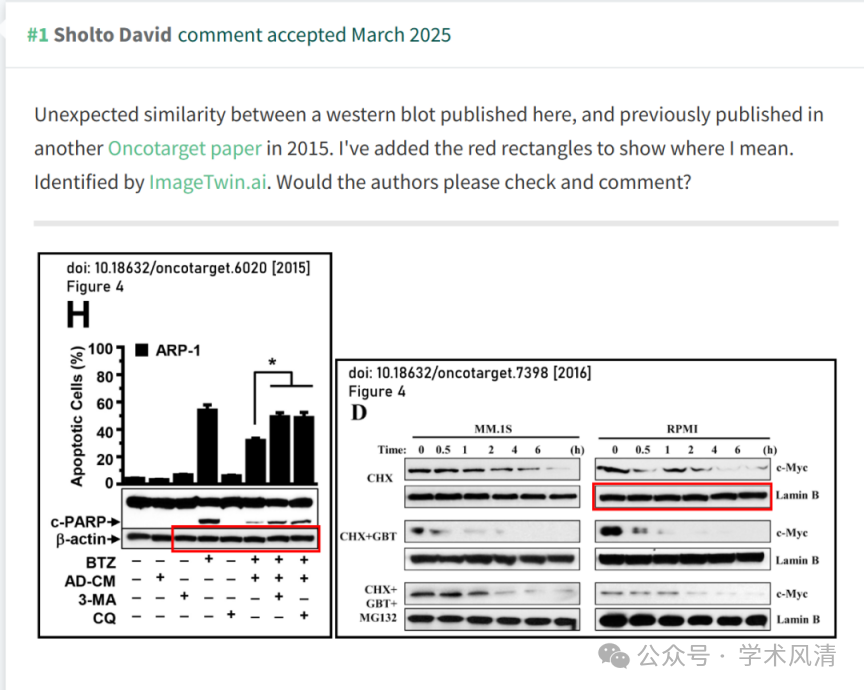 #1 Sholto David comment accepted March 2025
Unexpected similarity between a western blot published here, and previously published in
another Oncotarget paper in 2015. I've added the red rectangles to show where I mean.
Identified by ImageTwin.ai. Would the authors please check and comment?
doi: 10.18632/oncotarget.6020 [2015]
Figure 4
H
Apoptotic Cells (%)
100
80
60
40
20
0
ARP-1
*
c-PARP
β-actin
BTZ − − − + − + + +
AD-CM − + − − − + + +
3-MA − − + − − − + −
CQ − − − − + − − +
doi: 10.18632/oncotarget.7398 [2016]
Figure 4
D
MM.1S RPMI
Time: 0 0.5 1 2 4 6 (h) 0 0.5 1 2 4 6 (h)
CHX c-Myc
Lamin B
CHX+GBT c-Myc
Lamin B
CHX+
GBT+
MG132
c-Myc
Lamin B
公众号 · 学术风清